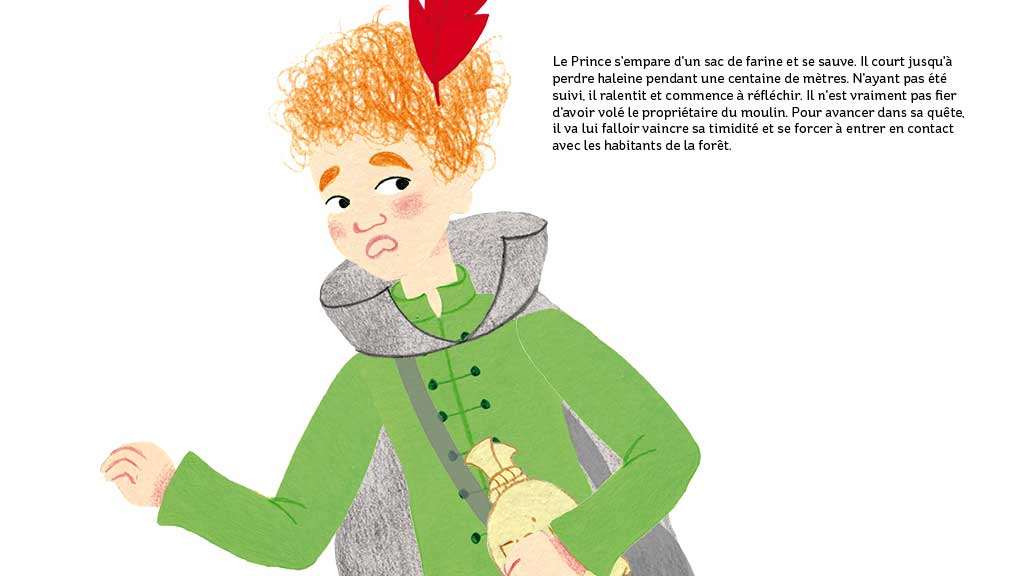 Le Prince s'empare d'un sac de farine et se sauve. Il court jusqu'à
perdre haleine pendant une centaine de mètres. N'ayant pas été
suivi, il ralentit et commence à réfléchir. Il n'est vraiment pas fier
d'avoir volé le propriétaire du moulin. Pour avancer dans sa quête,
il va lui falloir vaincre sa timidité et se forcer à entrer en contact
avec les habitants de la forêt.